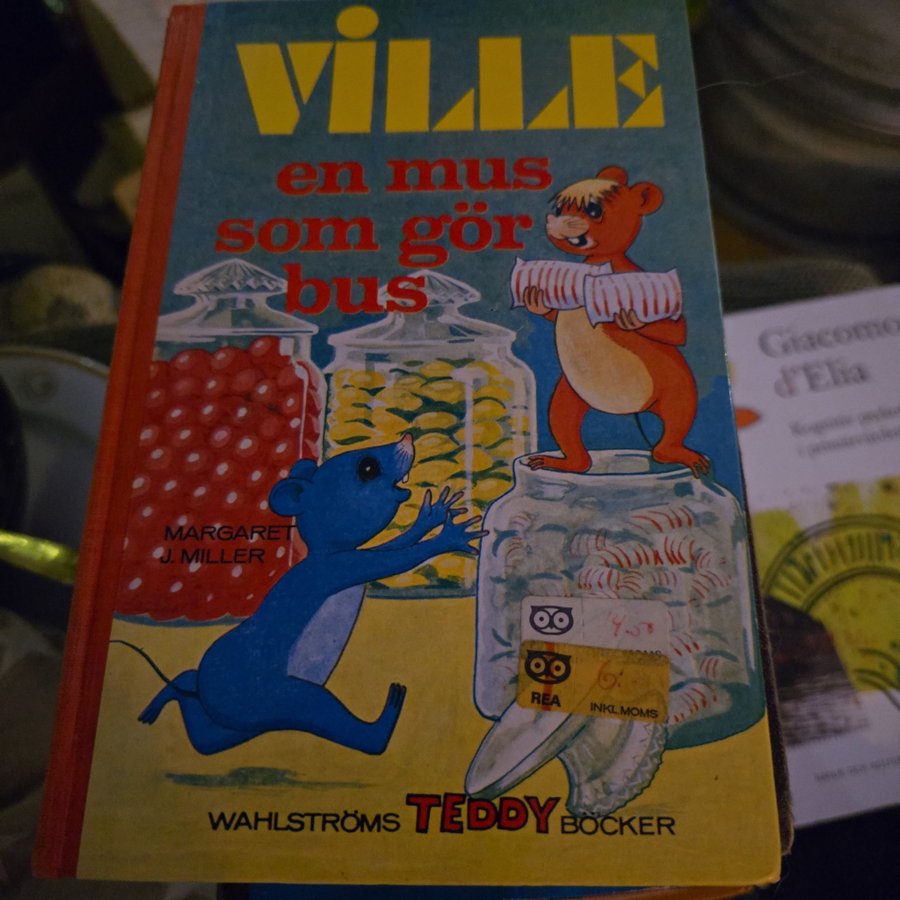 ViLLE
en mus
som gör
bus
MARGARET
J. MILLER
14.50
REA
6:-
INKL. MOMS
WAHLSTRÖMS TEDDY BÖCKER
Giacomo
d'Elia